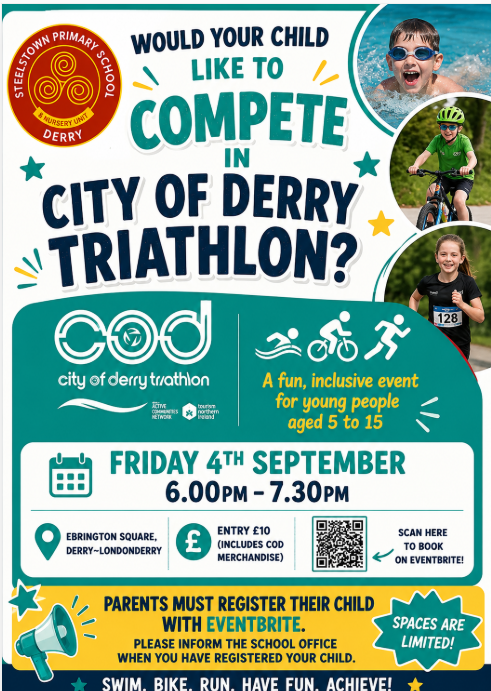 STEELSTOWN PRIMARY SCHOOL
& NURSERY UNIT
DERRY
WOULD YOUR CHILD
LIKE TO
COMPETE
IN
CITY OF DERRY
TRIATHLON?
128
cod
city of derry triathlon
ACTIVE
COMMUNITIES
NETWORK
tourism
northern
ireland
A fun, inclusive event
for young people
aged 5 to 15
FRIDAY 4TH SEPTEMBER
6.00PM – 7.30PM
EBRINGTON SQUARE,
DERRY~LONDONDERRY
£
ENTRY £10
(INCLUDES COD
MERCHANDISE)
SCAN HERE
TO BOOK
ON EVENTBRITE!
PARENTS MUST REGISTER THEIR CHILD
WITH EVENTBRITE.
PLEASE INFORM THE SCHOOL OFFICE
WHEN YOU HAVE REGISTERED YOUR CHILD.
SPACES ARE
LIMITED!
SWIM. BIKE. RUN. HAVE FUN. ACHIEVE!